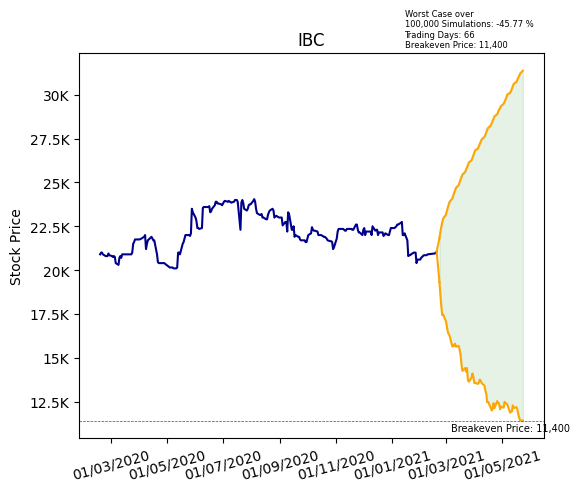 Worst Case over
100,000 Simulations: -45.77 %
Trading Days: 66
Breakeven Price: 11,400
IBC
Stock Price
30K
27.5K
25K
22.5K
20K
17.5K
15K
12.5K
Breakeven Price: 11,400
01/03/2020
01/05/2020
01/07/2020
01/09/2020
01/11/2020
01/01/2021
01/03/2021
01/05/2021